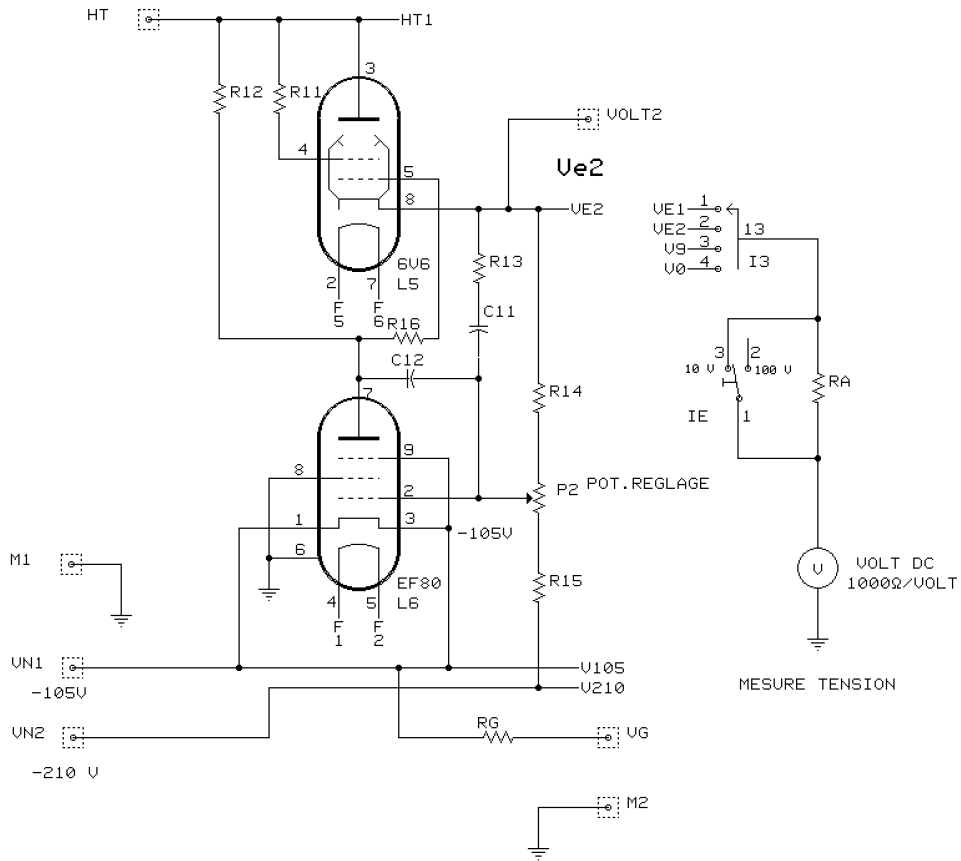 HT
HT1
3
R12
R11
VOLT2
4
5
Ve2
8
VE2
VE1 1
VE2 2 13
V9 3
V0 4 I3
R13
6V6
2 7 L5
F F
5 6
C11
R16
C12
3 2
10 V 100 V
RA
7
R14
IE 1
9
8
2 P2 POT.REGLAGE
1 3
-105V
6
M1
VOLT DC
V
1000Ω/VOLT
EF80
R15
4 5 L6
F F
1 2
VN1
V105
-105V
V210
MESURE TENSION
RG
VN2
VG
-210 V
M2